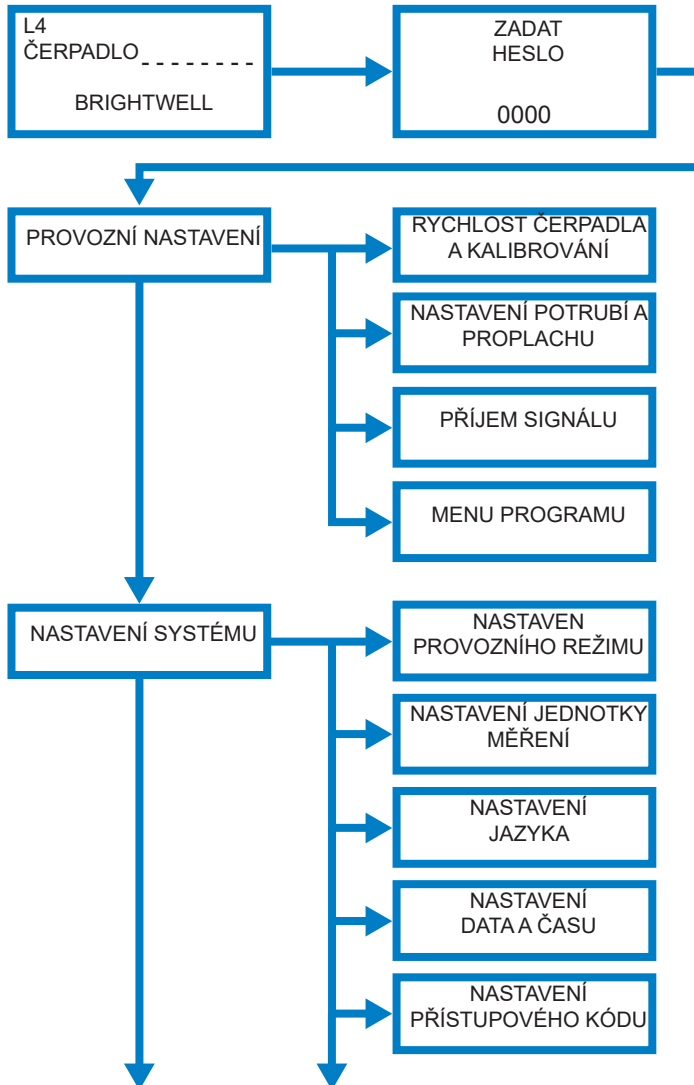 L4
ČERPADLO - - - - - - - -
BRIGHTWELL
ZADAT
HESLO
0000
PROVOZNÍ NASTAVENÍ
RYCHLOST ČERPADLA
A KALIBROVÁNÍ
NASTAVENÍ POTRUBÍ A
PROPLACHU
PŘÍJEM SIGNÁLU
MENU PROGRAMU
NASTAVENÍ SYSTÉMU
NASTAVEN
PROVOZNÍHO REŽIMU
NASTAVENÍ JEDNOTKY
MĚŘENÍ
NASTAVENÍ
JAZYKA
NASTAVENÍ
DATA A ČASU
NASTAVENÍ
PŘÍSTUPOVÉHO KÓDU